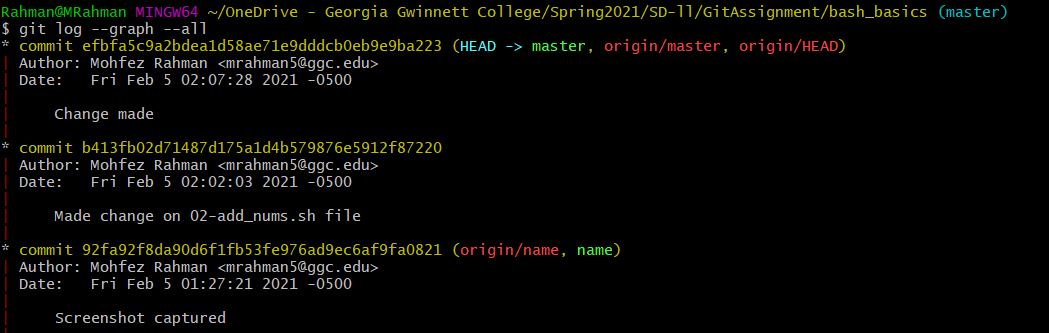 Rahman@MRahman MINGW64 ~/OneDrive - Georgia Gwinnett College/Spring2021/SD-ll/GitAssignment/bash_basics (master)
$ git log --graph --all
* commit efbfa5c9a2bdea1d58ae71e9dddcb0eb9e9ba223 (HEAD -> master, origin/master, origin/HEAD)
| Author: Mohfez Rahman <mrahman5@ggc.edu>
| Date:   Fri Feb 5 02:07:28 2021 -0500
|
|     Change made
|
* commit b413fb02d71487d175a1d4b579876e5912f87220
| Author: Mohfez Rahman <mrahman5@ggc.edu>
| Date:   Fri Feb 5 02:02:03 2021 -0500
|
|     Made change on 02-add_nums.sh file
|
* commit 92fa92f8da90d6f1fb53fe976ad9ec6af9fa0821 (origin/name, name)
| Author: Mohfez Rahman <mrahman5@ggc.edu>
| Date:   Fri Feb 5 01:27:21 2021 -0500
|
|     Screenshot captured
|